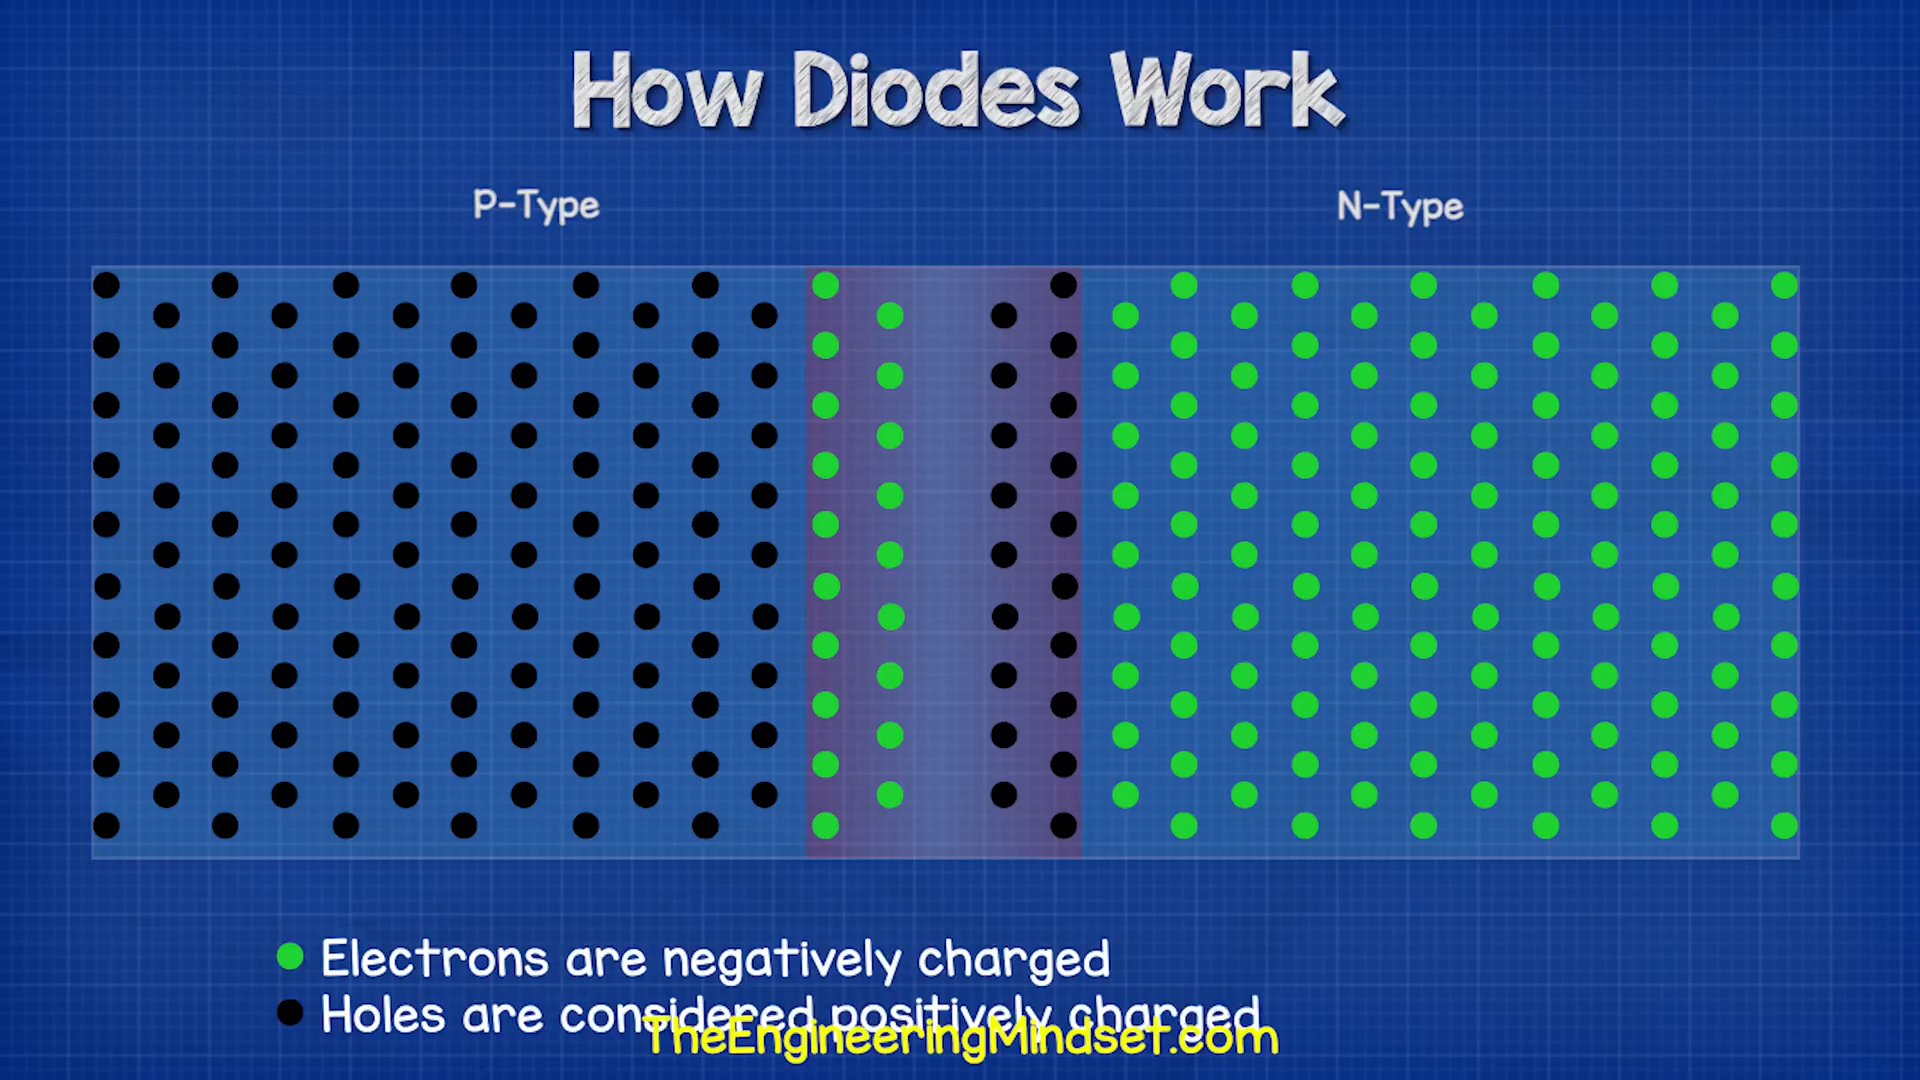 How Diodes Work
P-Type
N-Type
Electrons are negatively charged
Holes are considered positively charged
TheEngineeringMindset.com